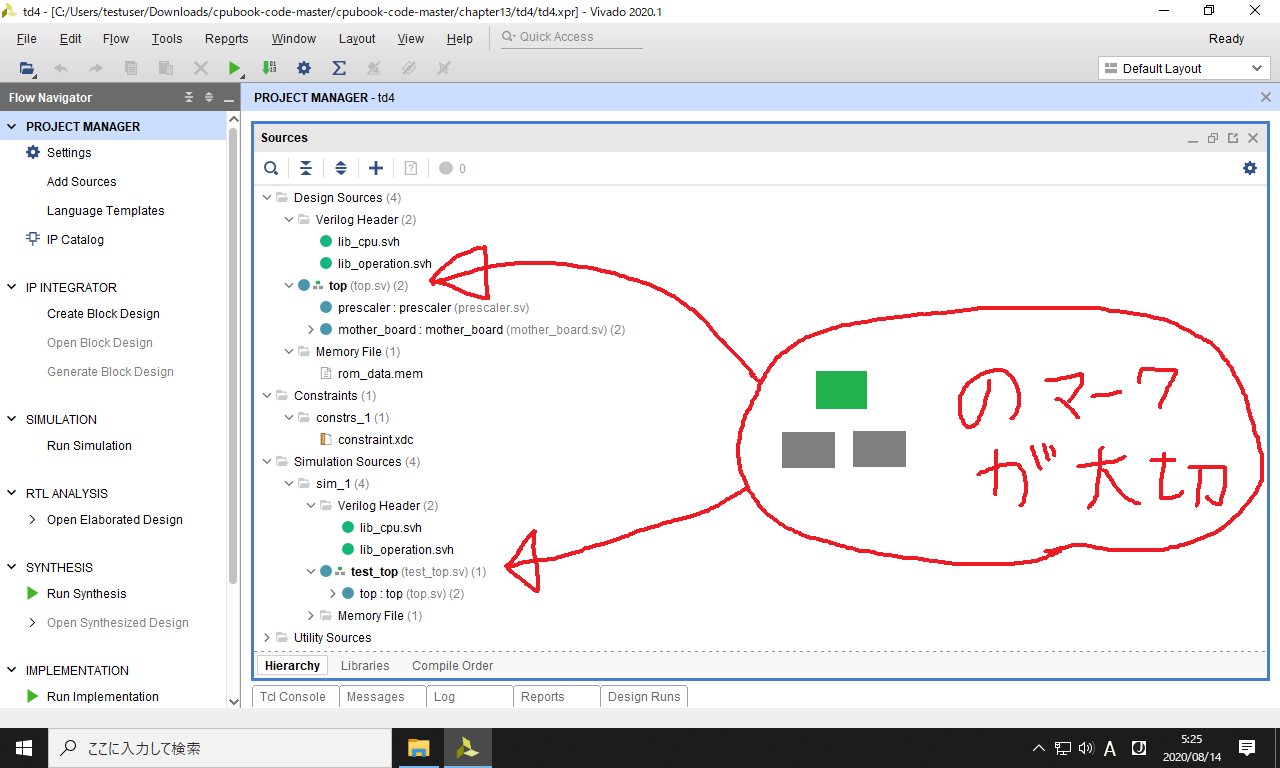 td4 - [C:/Users/testuser/Downloads/cpubook-code-master/cpubook-code-master/chapter13/td4/td4.xpr] - Vivado 2020.1
File Edit Flow Tools Reports Window Layout View Help Quick Access Ready
Default Layout
Flow Navigator
PROJECT MANAGER
Settings
Add Sources
Language Templates
IP Catalog
IP INTEGRATOR
Create Block Design
Open Block Design
Generate Block Design
SIMULATION
Run Simulation
RTL ANALYSIS
Open Elaborated Design
SYNTHESIS
Run Synthesis
Open Synthesized Design
IMPLEMENTATION
Run Implementation
PROJECT MANAGER - td4
Sources
0
Design Sources (4)
Verilog Header (2)
lib_cpu.svh
lib_operation.svh
top (top.sv) (2)
prescaler : prescaler (prescaler.sv)
mother_board : mother_board (mother_board.sv) (2)
Memory File (1)
rom_data.mem
Constraints (1)
constrs_1 (1)
constraint.xdc
Simulation Sources (4)
sim_1 (4)
Verilog Header (2)
lib_cpu.svh
lib_operation.svh
test_top (test_top.sv) (1)
top : top (top.sv) (2)
Memory File (1)
Utility Sources
のマーク
が大切
Hierarchy Libraries Compile Order
Tcl Console Messages Log Reports Design Runs
ここに入力して検索
A J
5:25
2020/08/14